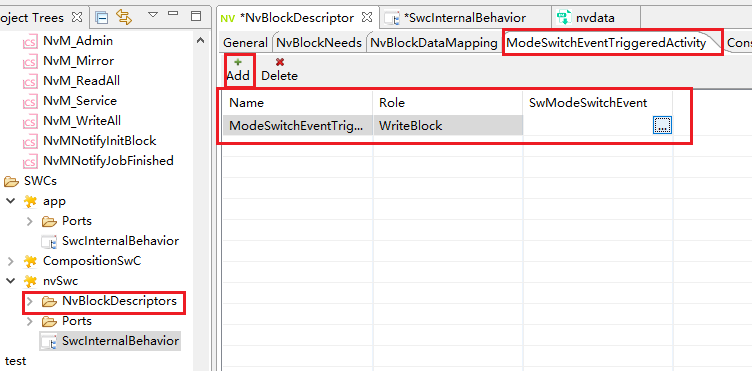 oject Trees
NvM_Admin
NvM_Mirror
NvM_ReadAll
NvM_Service
NvM_WriteAll
NvMNotifyInitBlock
NvMNotifyJobFinished
SWCs
app
Ports
SwcInternalBehavior
CompositionSwC
nvSwc
NvBlockDescriptors
Ports
SwcInternalBehavior
test
NV *NvBlockDescriptor
*SwcInternalBehavior
nvdata
General NvBlockNeeds NvBlockDataMapping ModeSwitchEventTriggeredActivity Cons
Add Delete
Name Role SwModeSwitchEvent
ModeSwitchEventTrig... WriteBlock ...